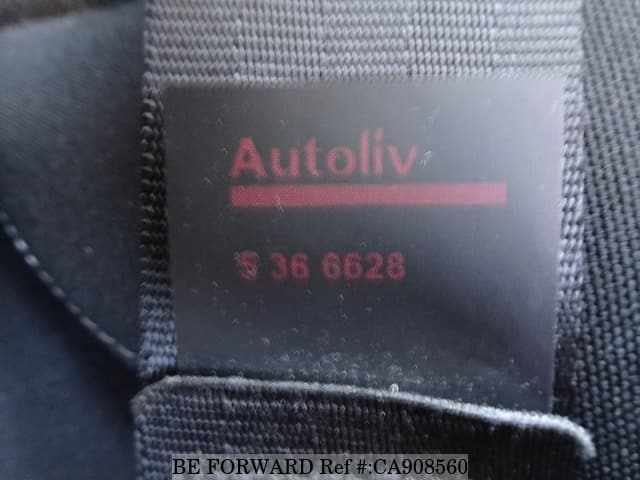 Autoliv
5 36 6628
BE FORWARD Ref #:CA908560